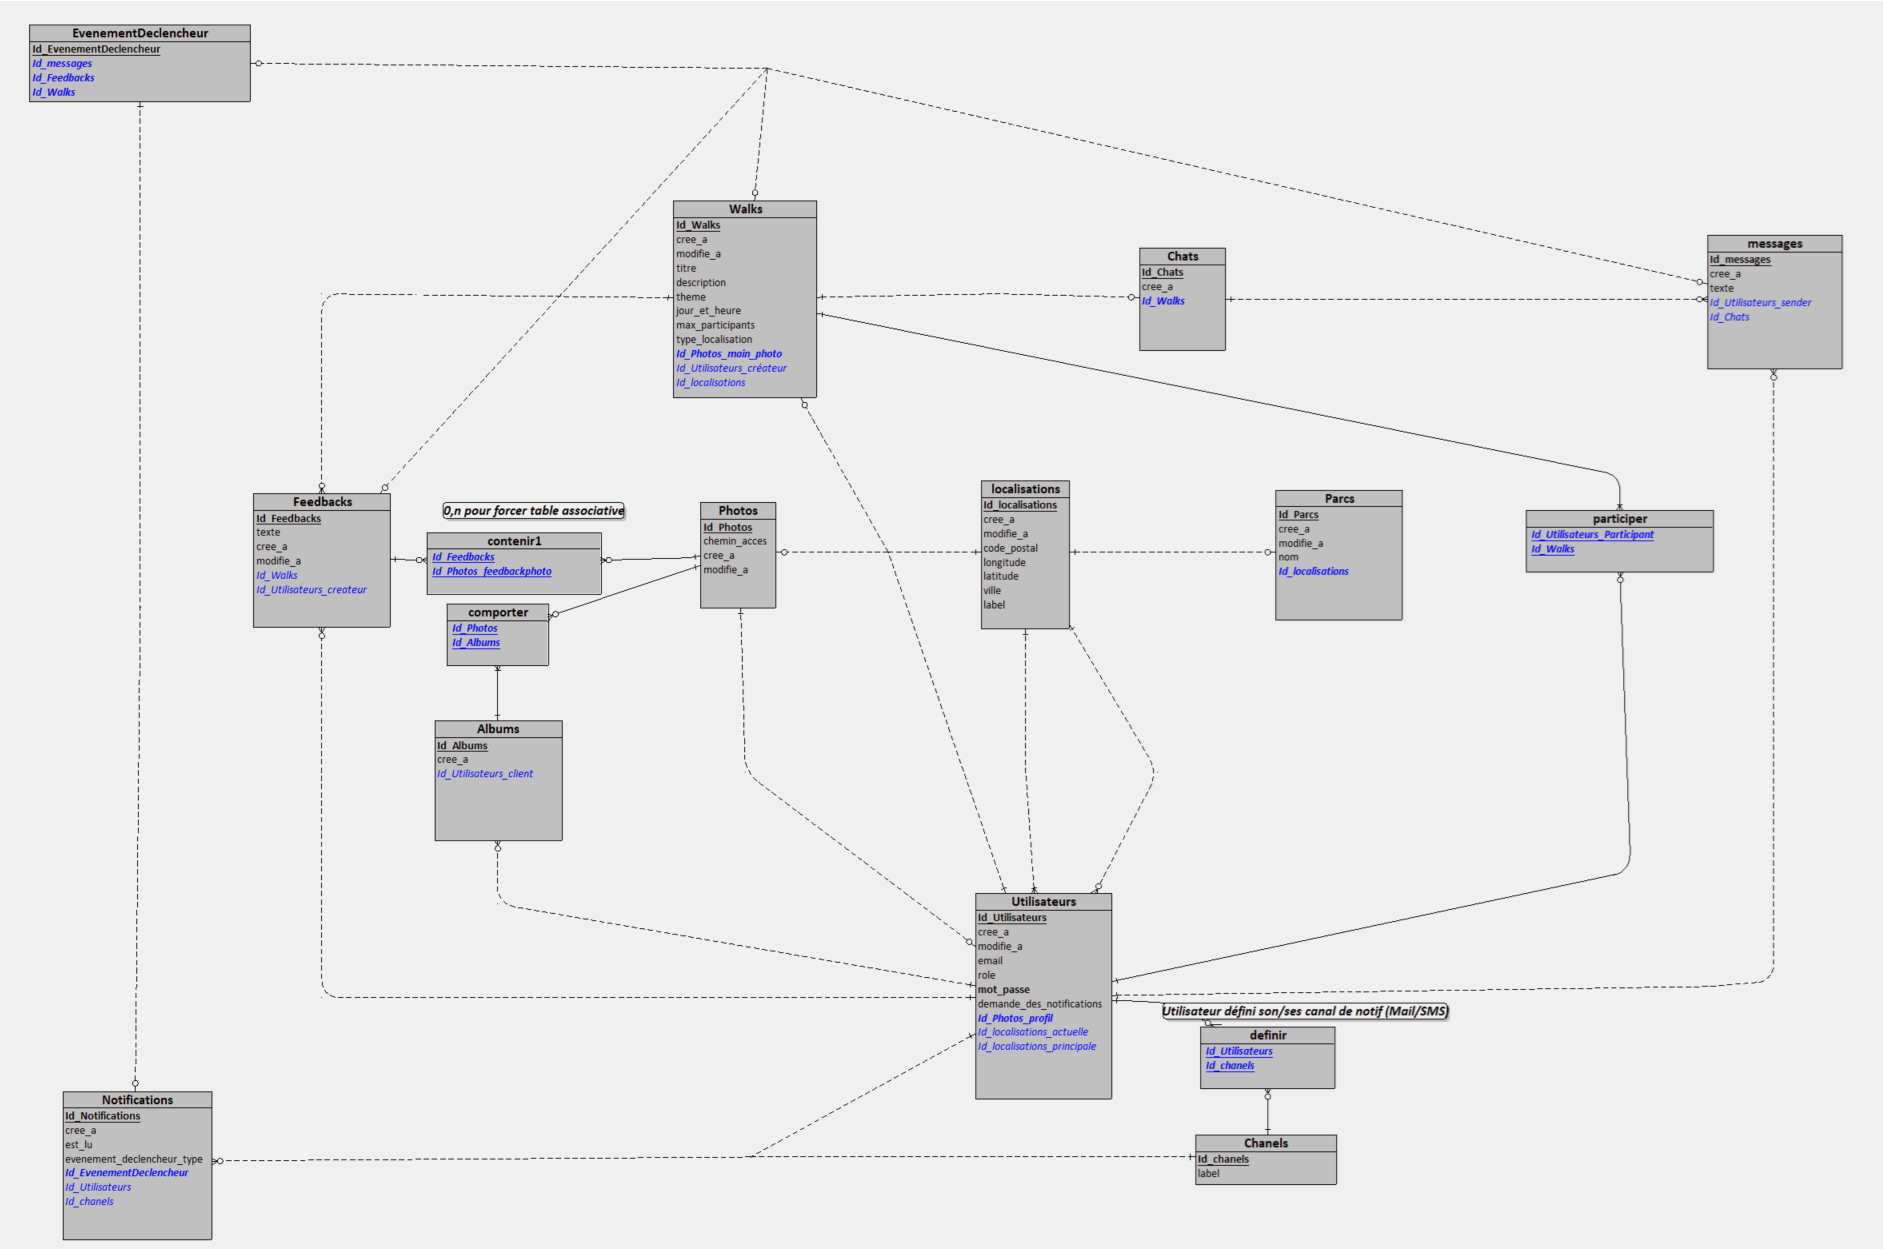 EvenementDeclencheur
Id_EvenementDeclencheur
Id_messages
Id_Feedbacks
Id_Walks
Walks
Id_Walks
cree_a
modifie_a
titre
description
theme
jour_et_heure
max_participants
type_localisation
Id_Photos_main_photo
Id_Utilisateurs_créateur
Id_localisations
Chats
Id_Chats
cree_a
Id_Walks
messages
Id_messages
cree_a
texte
Id_Utilisateurs_sender
Id_Chats
Feedbacks
Id_Feedbacks
texte
cree_a
modifie_a
Id_Walks
Id_Utilisateurs_createur
0,n pour forcer table associative
contenir1
Id_Feedbacks
Id_Photos_feedbackphoto
Photos
Id_Photos
chemin_acces
cree_a
modifie_a
localisations
Id_localisations
cree_a
modifie_a
code_postal
longitude
latitude
ville
label
Parcs
Id_Parcs
cree_a
modifie_a
nom
Id_localisations
participer
Id_Utilisateurs_Participant
Id_Walks
comporter
Id_Photos
Id_Albums
Albums
Id_Albums
cree_a
Id_Utilisateurs_client
Utilisateurs
Id_Utilisateurs
cree_a
modifie_a
email
role
mot_passe
demande_des_notifications
Id_Photos_profil
Id_localisations_actuelle
Id_localisations_principale
Utilisateur défini son/ses canal de notif (Mail/SMS)
definir
Id_Utilisateurs
Id_chanels
Notifications
Id_Notifications
cree_a
est_lu
evenement_declencheur_type
Id_EvenementDeclencheur
Id_Utilisateurs
Id_chanels
Chanels
Id_chanels
label